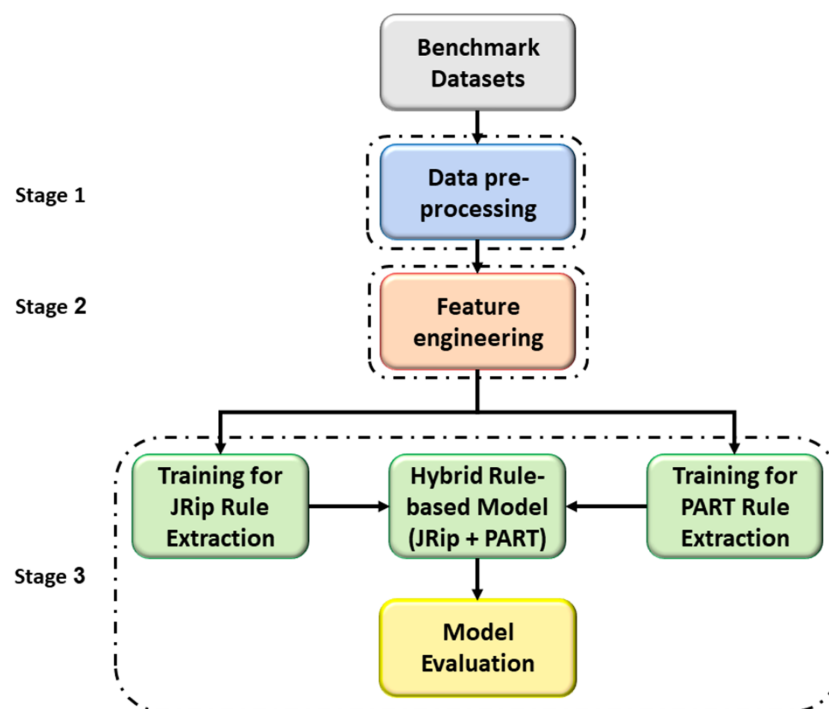 Benchmark
Datasets
Stage 1
Data pre-
processing
Stage 2
Feature
engineering
Training for
JRip Rule
Extraction
Hybrid Rule-
based Model
(JRip + PART)
Training for
PART Rule
Extraction
Stage 3
Model
Evaluation